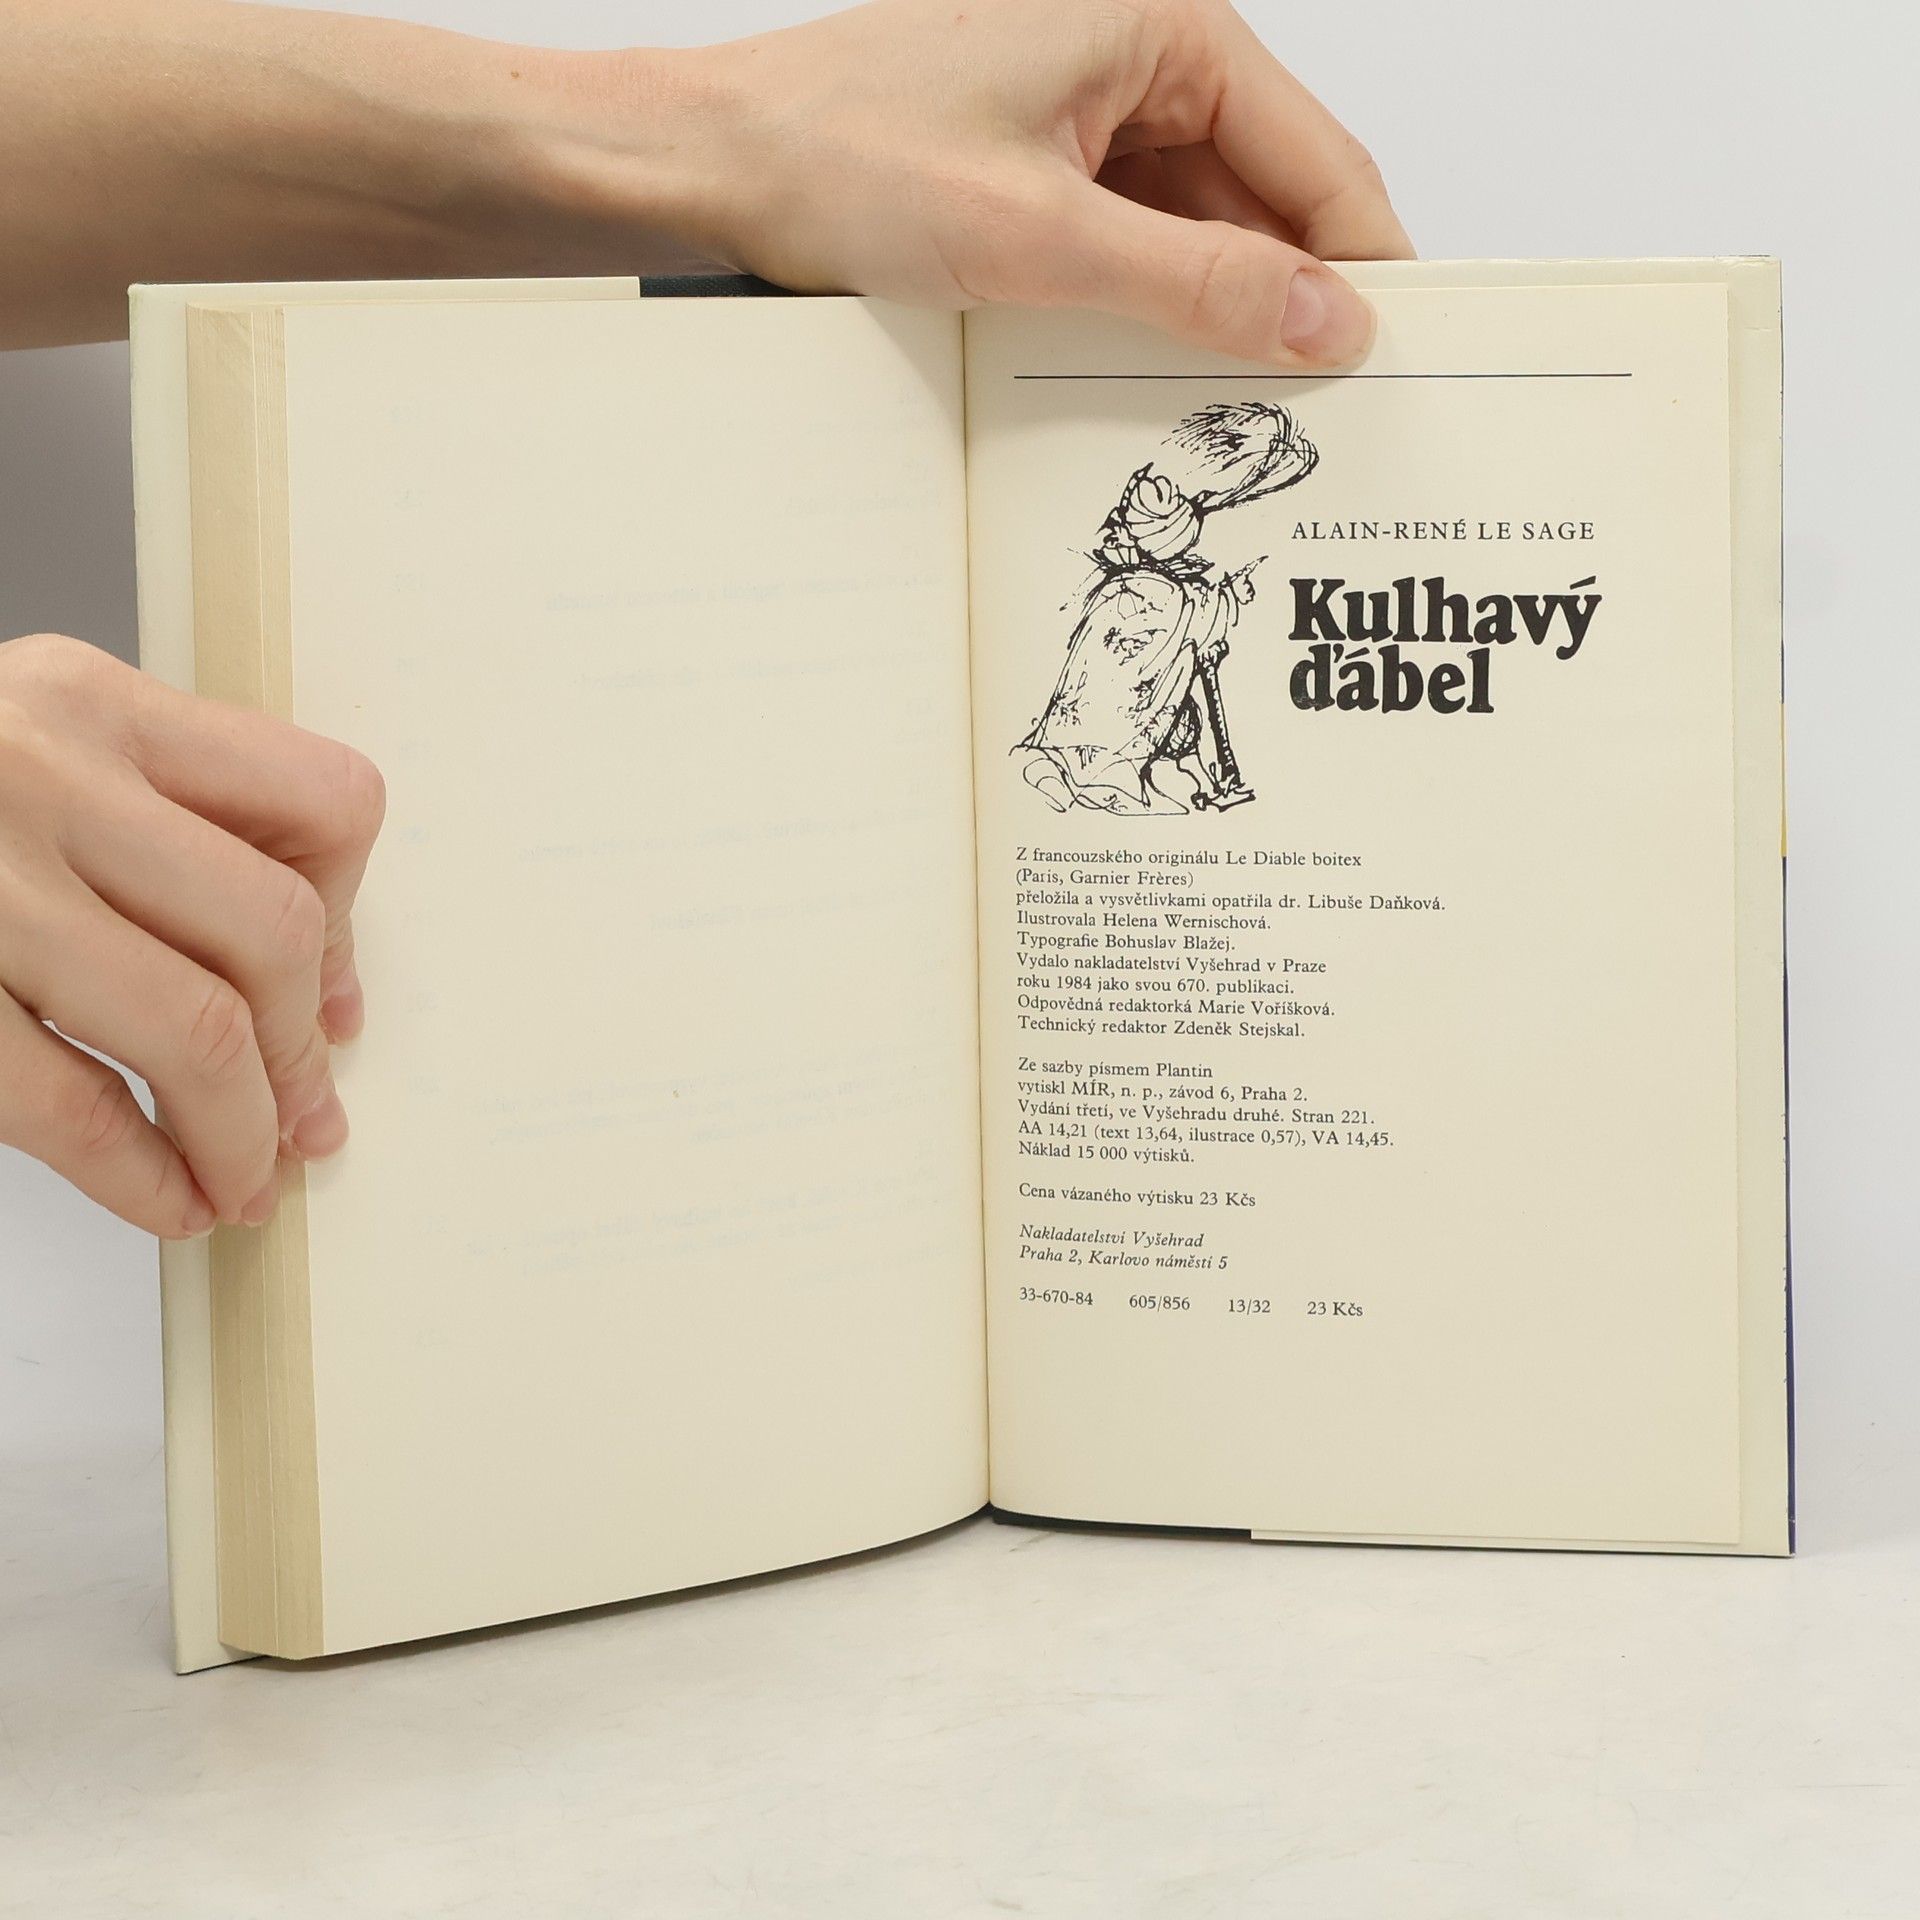 ALAIN-RENÉ LE SAGE
Kulhavý
ďábel
Z francouzského originálu Le Diable boitex
(Paris, Garnier Frères)
přeložila a vysvětlivkami opatřila dr. Libuše Daňková.
Ilustrovala Helena Wernischová.
Typografie Bohuslav Blažej.
Vydalo nakladatelství Vyšehrad v Praze
roku 1984 jako svou 670. publikaci.
Odpovědná redaktorká Marie Voříšková.
Technický redaktor Zdeněk Stejskal.
Ze sazby písmem Plantin
vytiskl MÍR, n. p., závod 6, Praha 2.
Vydání třetí, ve Vyšehradu druhé. Stran 221.
AA 14,21 (text 13,64, ilustrace 0,57), VA 14,45.
Náklad 15 000 výtisků.
Cena vázaného výtisku 23 Kčs
Nakladatelství Vyšehrad
Praha 2, Karlovo náměstí 5
33-670-84 605/856 13/32 23 Kčs